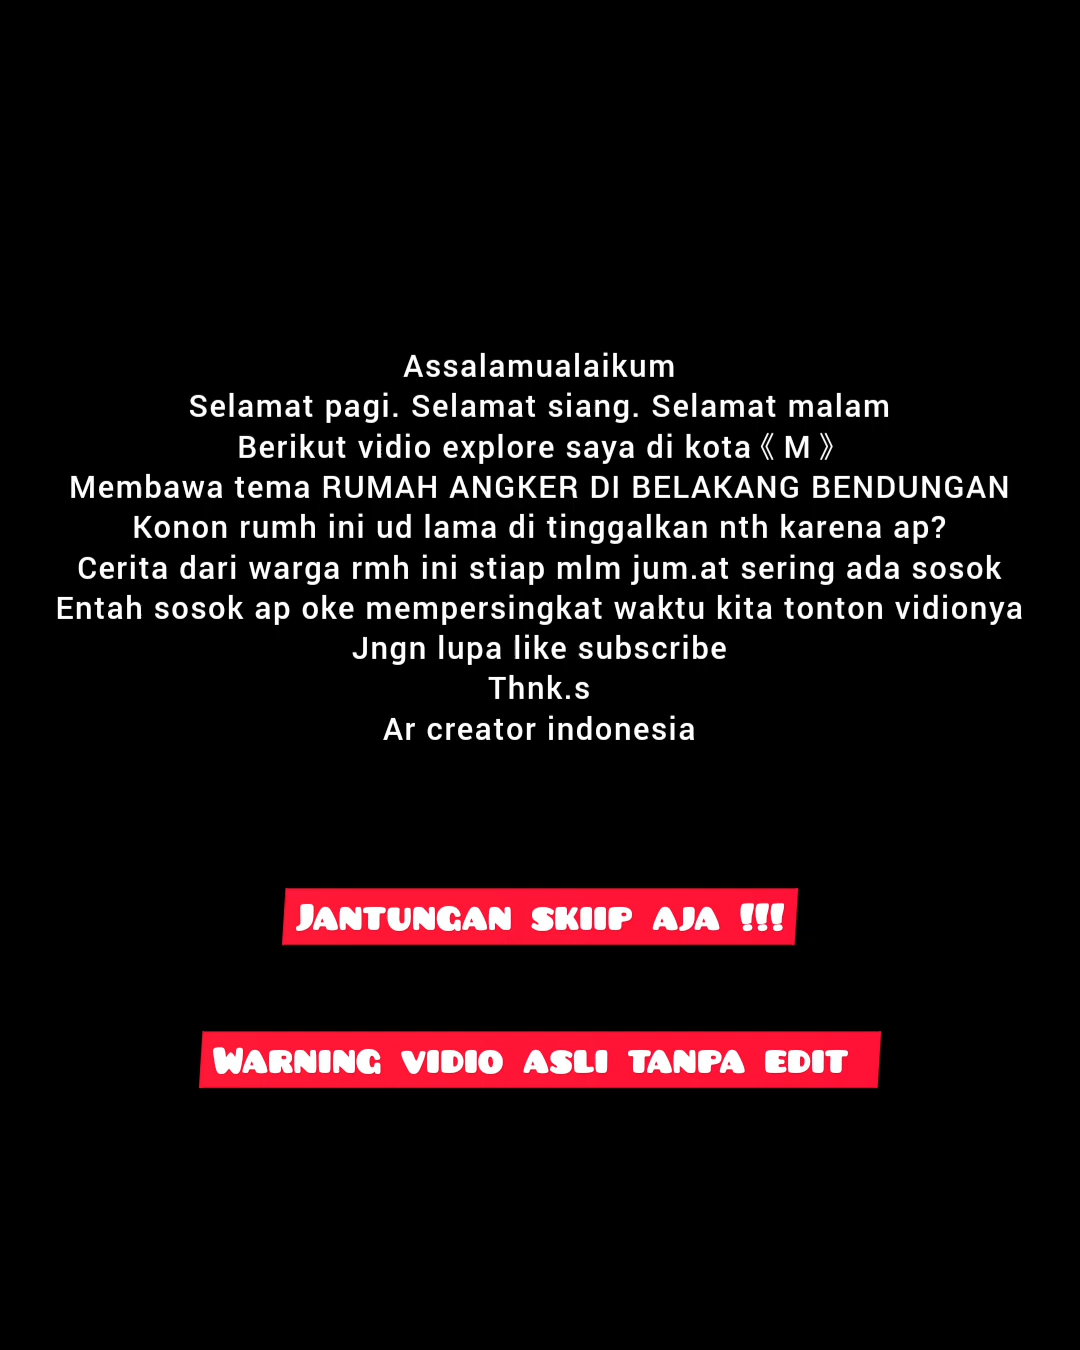 Assalamualaikum
Selamat pagi. Selamat siang. Selamat malam
Berikut vidio explore saya di kota《 M 》
Membawa tema RUMAH ANGKER DI BELAKANG BENDUNGAN
Konon rumh ini ud lama di tinggalkan nth karena ap?
Cerita dari warga rmh ini stiap mlm jum.at sering ada sosok
Entah sosok ap oke mempersingkat waktu kita tonton vidionya
Jngn lupa like subscribe
Thnk.s
Ar creator indonesia
Jantungan skiip aja !!!
Warning vidio asli tanpa edit